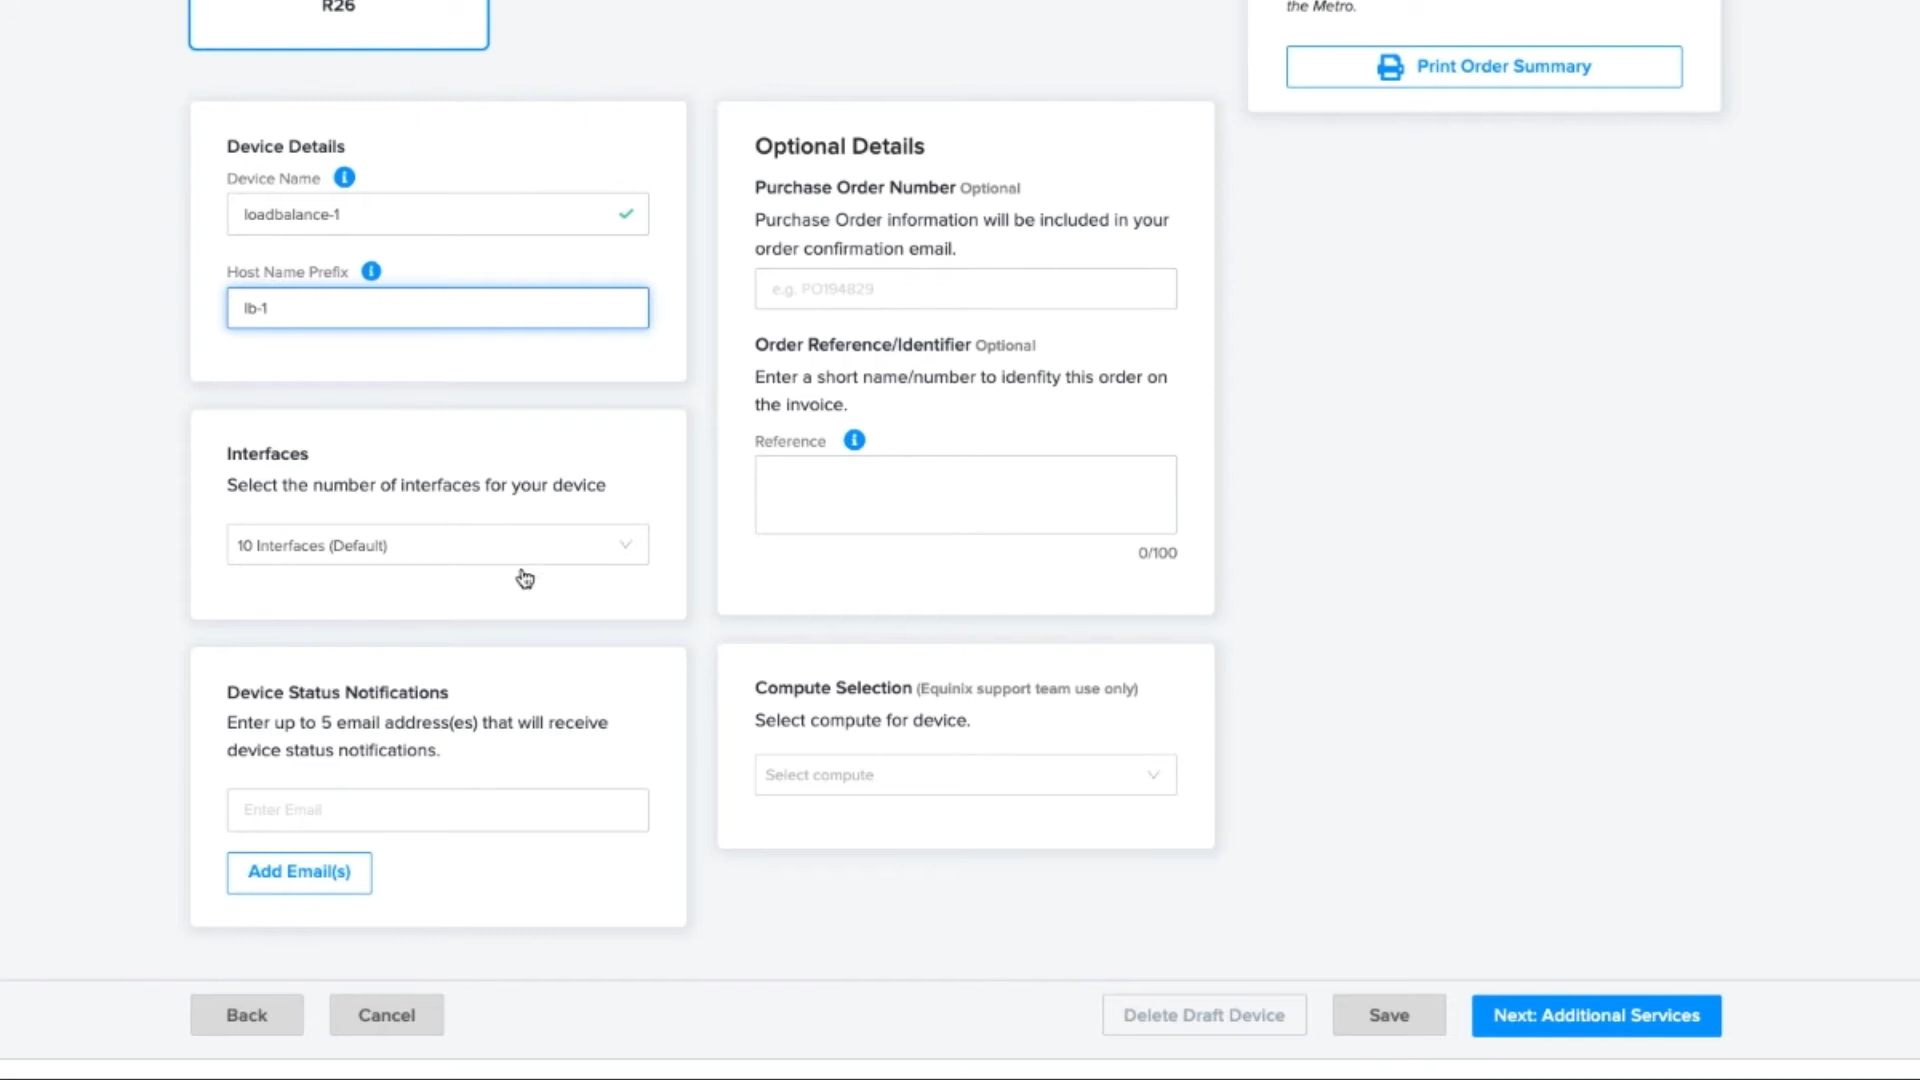 R26
the Metro.
Print Order Summary
Device Details
Device Name
loadbalance-1
Host Name Prefix
lb-1
Interfaces
Select the number of interfaces for your device
10 Interfaces (Default)
Device Status Notifications
Enter up to 5 email address(es) that will receive
device status notifications.
Enter Email
Add Email(s)
Optional Details
Purchase Order Number Optional
Purchase Order information will be included in your
order confirmation email.
e.g. PO194829
Order Reference/Identifier Optional
Enter a short name/number to idenfity this order on
the invoice.
Reference
0/100
Compute Selection (Equinix support team use only)
Select compute for device.
Select compute
Back
Cancel
Delete Draft Device
Save
Next: Additional Services